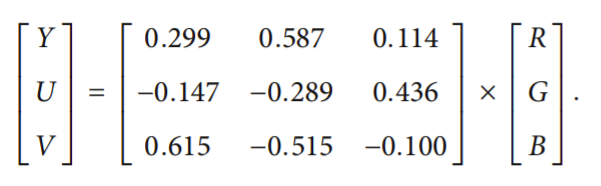 Y 0.299 0.587 0.114 R
U = −0.147 −0.289 0.436 × G .
V 0.615 −0.515 −0.100 B